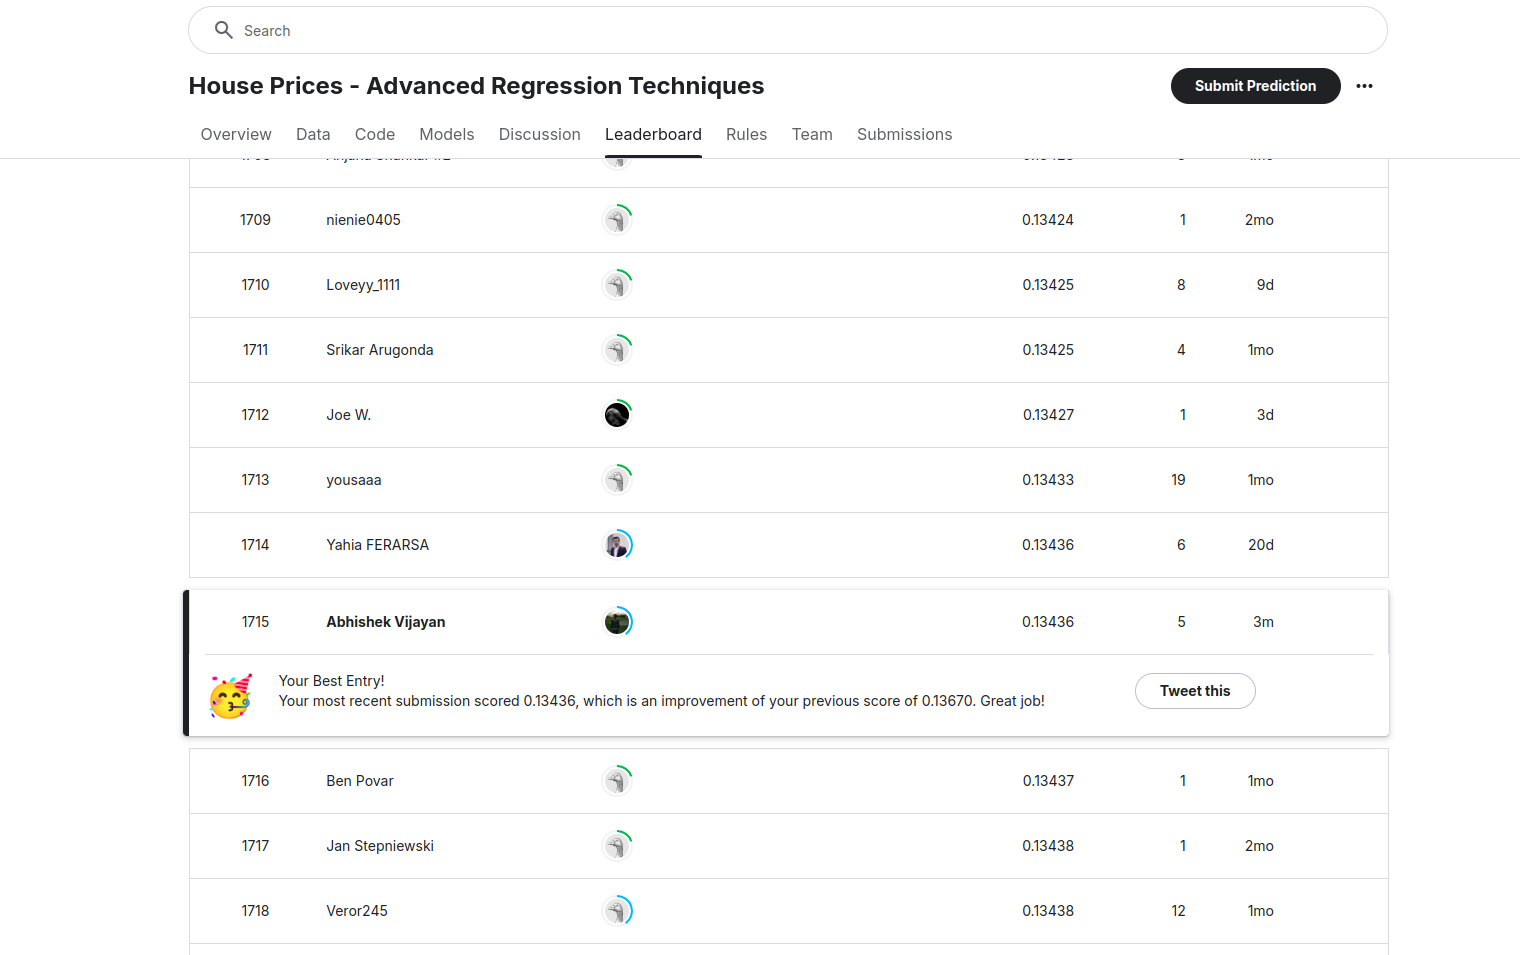 Search
House Prices - Advanced Regression Techniques
Submit Prediction
Overview Data Code Models Discussion Leaderboard Rules Team Submissions
1709 nienie0405 0.13424 1 2mo
1710 Loveyy_1111 0.13425 8 9d
1711 Srikar Arugonda 0.13425 4 1mo
1712 Joe W. 0.13427 1 3d
1713 yousaaa 0.13433 19 1mo
1714 Yahia FERARSA 0.13436 6 20d
1715 Abhishek Vijayan 0.13436 5 3m
Your Best Entry!
Your most recent submission scored 0.13436, which is an improvement of your previous score of 0.13670. Great job!
Tweet this
1716 Ben Povar 0.13437 1 1mo
1717 Jan Stepniewski 0.13438 1 2mo
1718 Veror245 0.13438 12 1mo